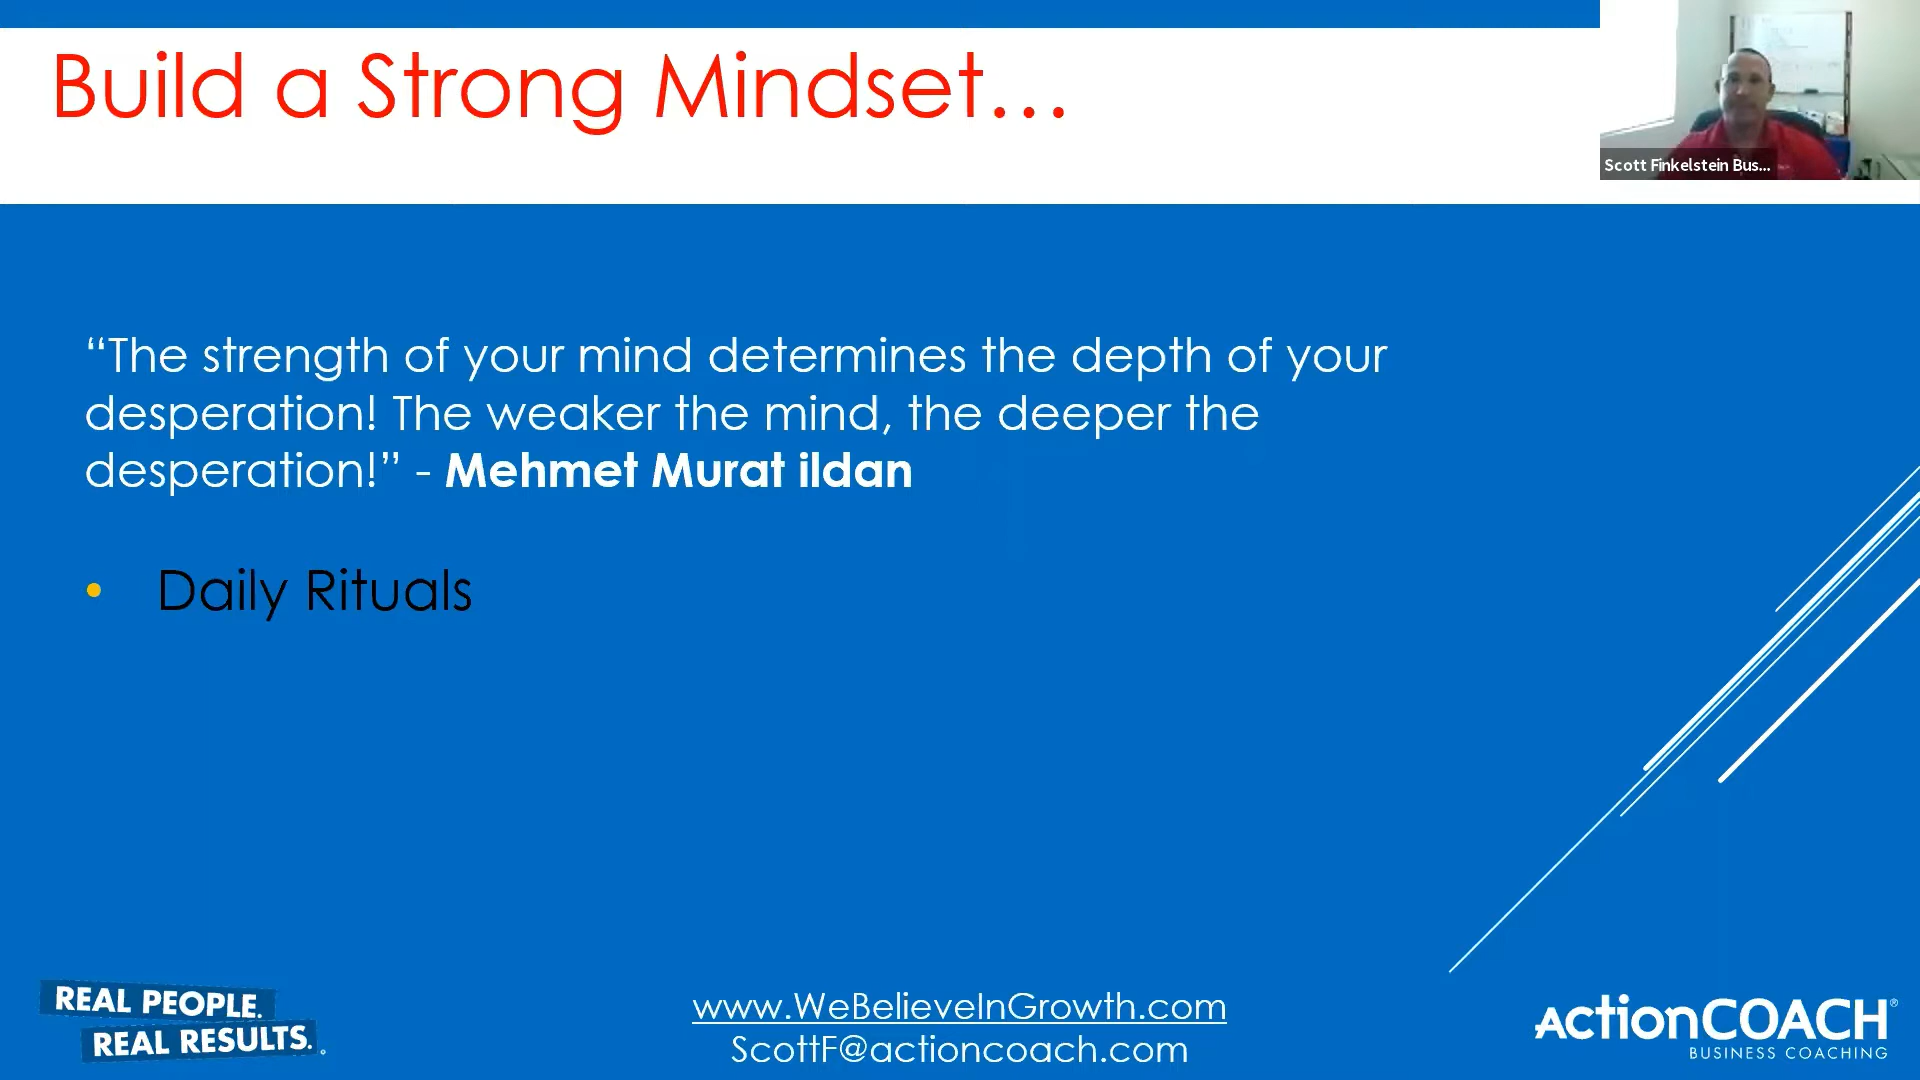 Build a Strong Mindset...
Scott Finkelstein Bus...
“The strength of your mind determines the depth of your
desperation! The weaker the mind, the deeper the
desperation!” - Mehmet Murat ildan
• Daily Rituals
REAL PEOPLE.
REAL RESULTS.
www.WeBelieveInGrowth.com
ScottF@actioncoach.com
ActionCOACH®
BUSINESS COACHING